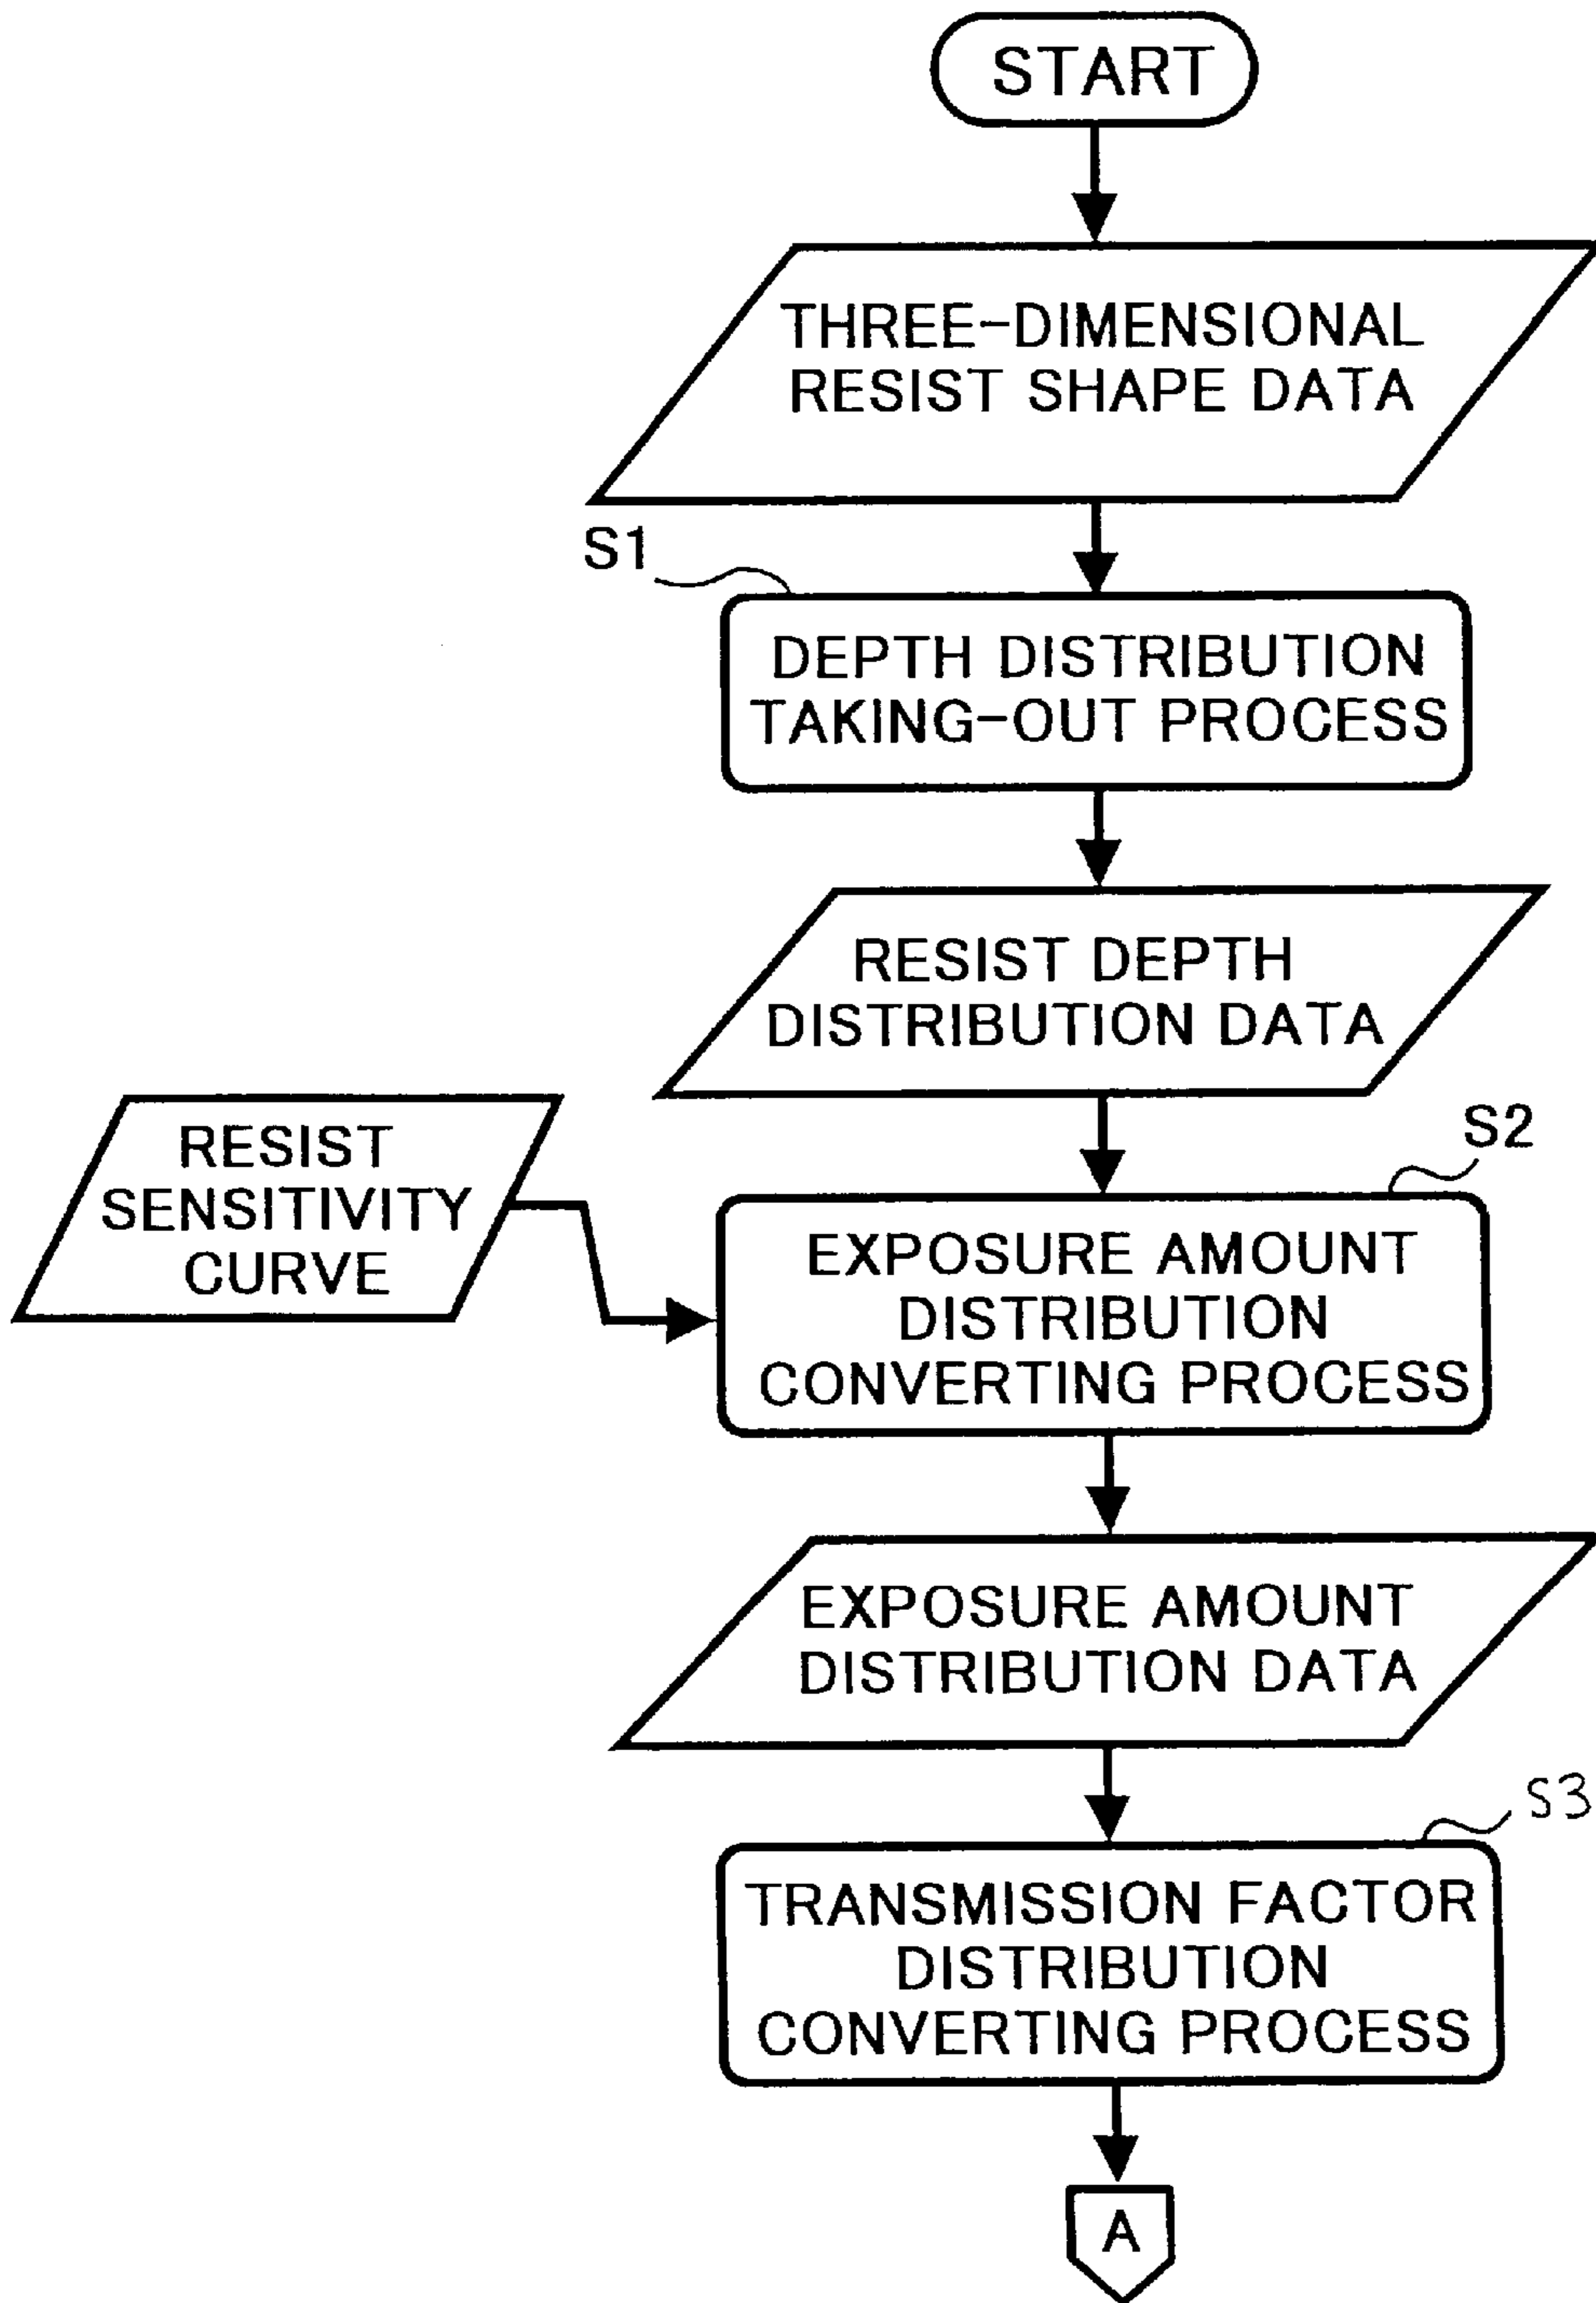 START
THREE-DIMENSIONAL
RESIST SHAPE DATA
S1
DEPTH DISTRIBUTION
TAKING-OUT PROCESS
RESIST DEPTH
DISTRIBUTION DATA
RESIST
SENSITIVITY
CURVE
S2
EXPOSURE AMOUNT
DISTRIBUTION
CONVERTING PROCESS
EXPOSURE AMOUNT
DISTRIBUTION DATA
S3
TRANSMISSION FACTOR
DISTRIBUTION
CONVERTING PROCESS
A